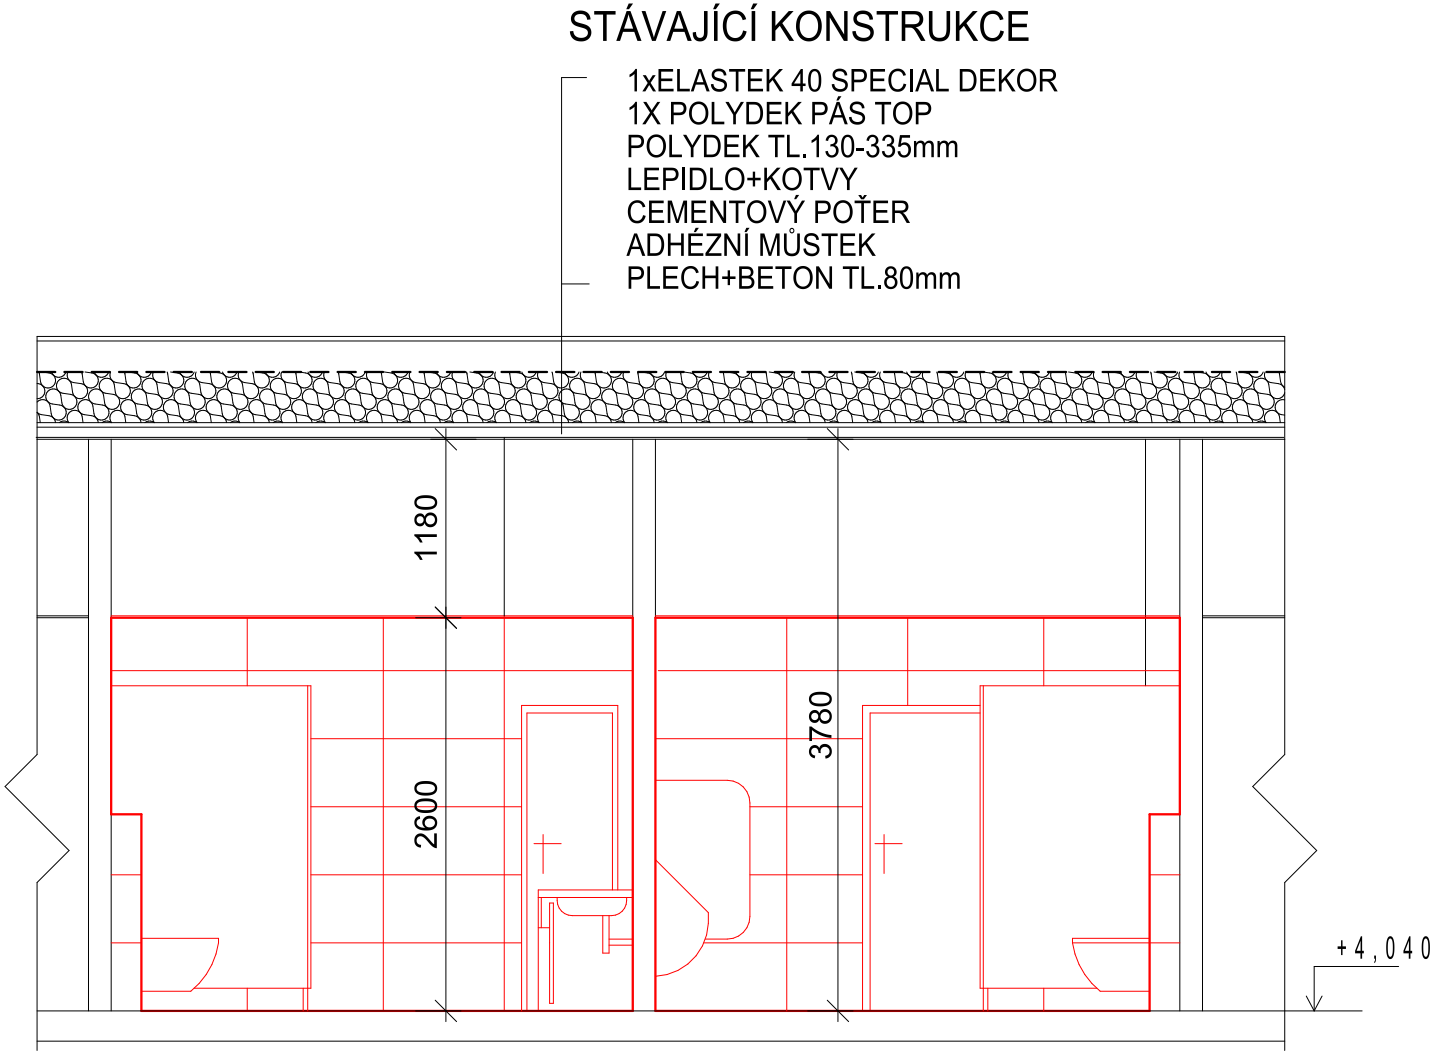 STÁVAJÍCÍ KONSTRUKCE
1xELASTEK 40 SPECIAL DEKOR
1X POLYDEK PÁS TOP
POLYDEK TL.130-335mm
LEPIDLO+KOTVY
CEMENTOVÝ POŤER
ADHÉZNÍ MŮSTEK
PLECH+BETON TL.80mm
1180
3780
2600
+4,040